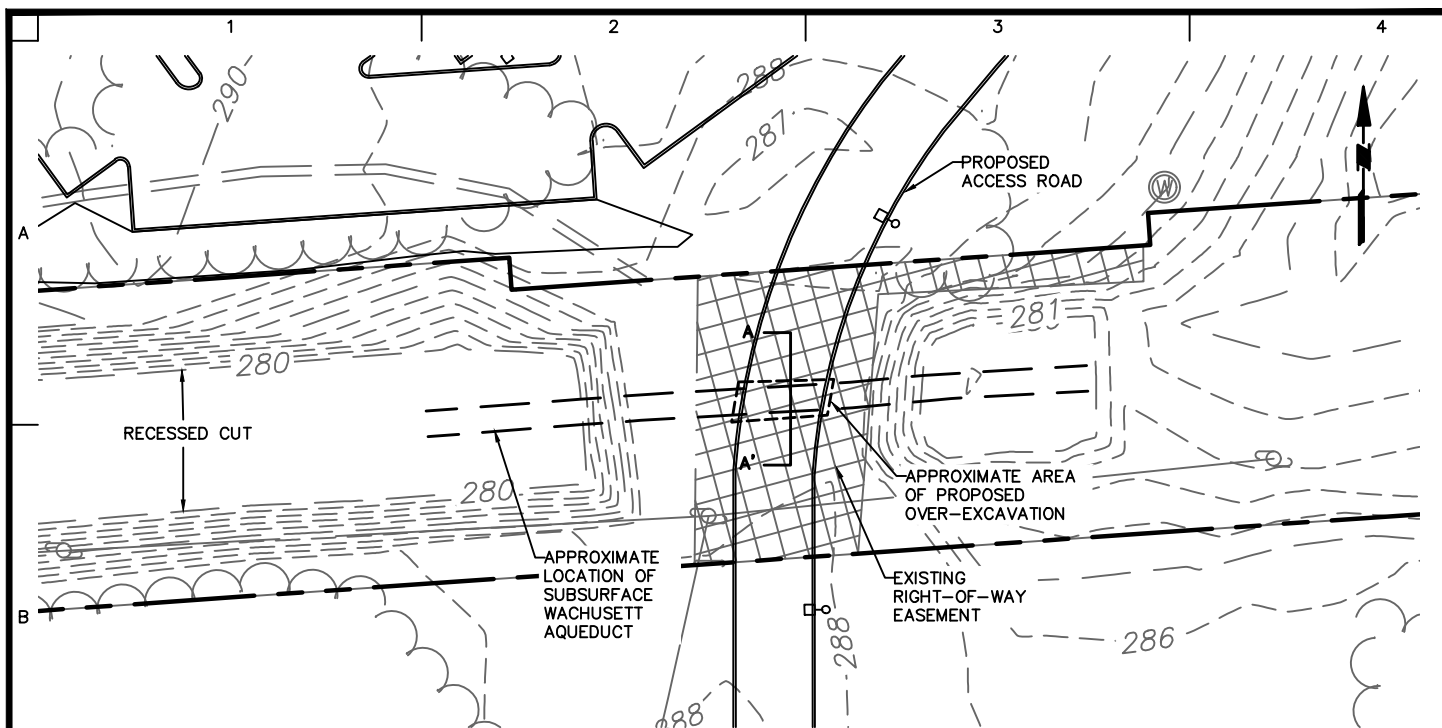 1
2
3
4
290
288
287
PROPOSED
ACCESS ROAD
W
N
A
281
A
280
RECESSED CUT
A'
280
APPROXIMATE AREA
OF PROPOSED
OVER-EXCAVATION
APPROXIMATE
LOCATION OF
SUBSURFACE
WACHUSETT
AQUEDUCT
EXISTING
RIGHT-OF-WAY
EASEMENT
B
288
286
288